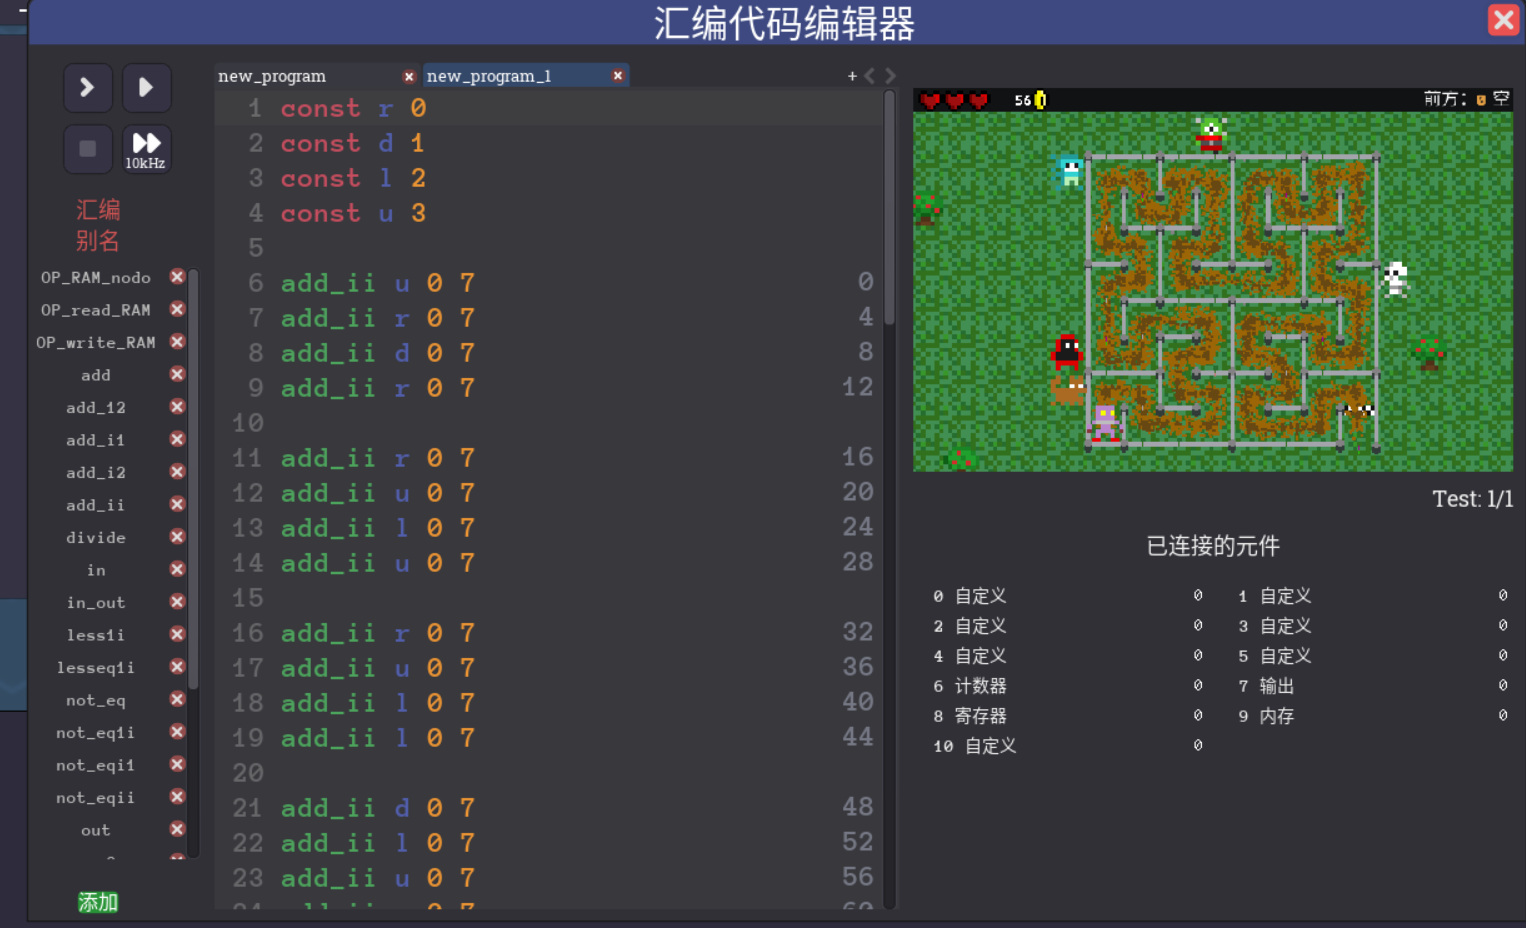 汇编代码编辑器
new_program
new_program_1
+
10kHz
汇编
别名
OP_RAM_nodo
OP_read_RAM
OP_write_RAM
add
add_12
add_i1
add_i2
add_ii
divide
in
in_out
less1i
lesseq1i
not_eq
not_eq1i
not_eqi1
not_eqii
out
添加
1 const r 0
2 const d 1
3 const l 2
4 const u 3
5
6 add_ii u 0 7 0
7 add_ii r 0 7 4
8 add_ii d 0 7 8
9 add_ii r 0 7 12
10
11 add_ii r 0 7 16
12 add_ii u 0 7 20
13 add_ii l 0 7 24
14 add_ii u 0 7 28
15
16 add_ii r 0 7 32
17 add_ii u 0 7 36
18 add_ii l 0 7 40
19 add_ii l 0 7 44
20
21 add_ii d 0 7 48
22 add_ii l 0 7 52
23 add_ii u 0 7 56
56
前方: 0 空
Test: 1/1
已连接的元件
0 自定义 0 1 自定义 0
2 自定义 0 3 自定义 0
4 自定义 0 5 自定义 0
6 计数器 0 7 输出 0
8 寄存器 0 9 内存 0
10 自定义 0